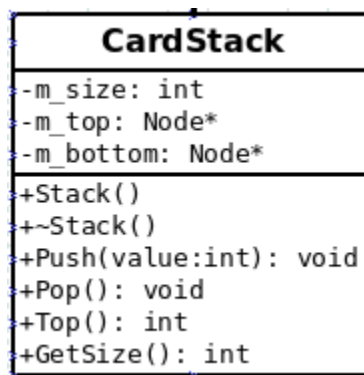 CardStack
-m_size: int
-m_top: Node*
-m_bottom: Node*
+Stack()
+~Stack()
+Push(value:int): void
+Pop(): void
+Top(): int
+GetSize(): int